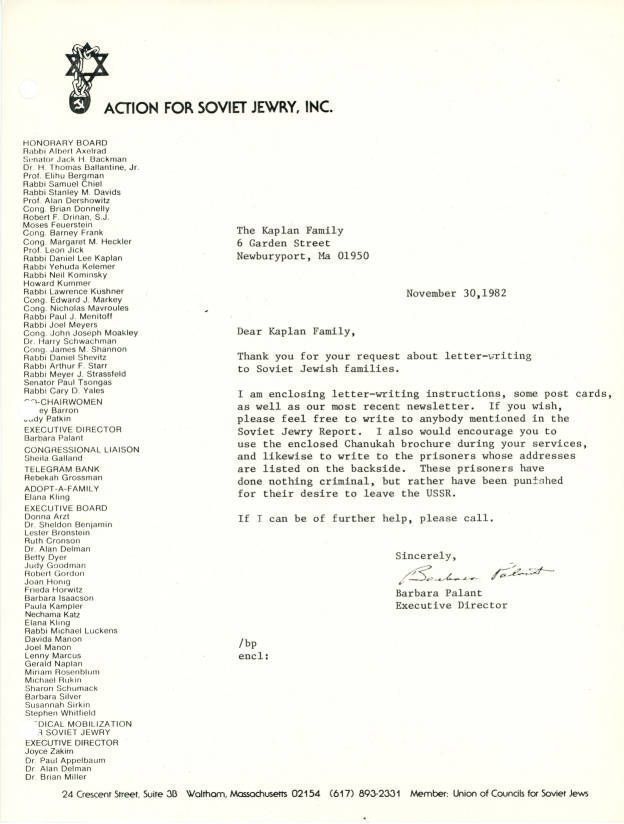 ACTION FOR SOVIET JEWRY, INC.
HONORARY BOARD
Rabbi Albert Axelrad
Senator Jack H. Backman
Dr. H. Thomas Ballantine, Jr.
Prof. Elihu Bergman
Rabbi Samuel Chiel
Rabbi Stanley M. Davids
Prof. Alan Dershowitz
Cong. Brian Donnelly
Robert F. Drinan, S.J.
Moses Feuerstein
Cong. Barney Frank
Cong. Margaret M. Heckler
Prof. Leon Jick
Rabbi Daniel Lee Kaplan
Rabbi Yehuda Kelemer
Rabbi Neil Kominsky
Howard Kummer
Rabbi Lawrence Kushner
Cong. Edward J. Markey
Cong. Nicholas Mavroules
Rabbi Paul J. Menitoff
Rabbi Joel Meyers
Cong. John Joseph Moakley
Dr. Harry Schwachman
Cong. James M. Shannon
Rabbi Daniel Shevitz
Rabbi Arthur F. Starr
Rabbi Meyer J. Strassfeld
Senator Paul Tsongas
Rabbi Cary D. Yales
CO-CHAIRWOMEN
ey Barron
Judy Patkin
EXECUTIVE DIRECTOR
Barbara Palant
CONGRESSIONAL LIAISON
Sheila Galland
TELEGRAM BANK
Rebekah Grossman
ADOPT-A-FAMILY
Elana Kling
EXECUTIVE BOARD
Donna Arzt
Dr. Sheldon Benjamin
Lester Bronstein
Ruth Cronson
Dr. Alan Delman
Betty Dyer
Judy Goodman
Robert Gordon
Joan Honig
Frieda Horwitz
Barbara Isaacson
Paula Kampler
Nechama Katz
Elana Kling
Rabbi Michael Luckens
Davida Manon
Joel Manon
Lenny Marcus
Gerald Naplan
Miriam Rosenblum
Michael Rukin
Sharon Schumack
Barbara Silver
Susannah Sirkin
Stephen Whitfield
DICAL MOBILIZATION
R SOVIET JEWRY
EXECUTIVE DIRECTOR
Joyce Zakim
Dr. Paul Appelbaum
Dr. Alan Delman
Dr. Brian Miller
The Kaplan Family
6 Garden Street
Newburyport, Ma 01950
November 30,1982
Dear Kaplan Family,
Thank you for your request about letter-writing
to Soviet Jewish families.
I am enclosing letter-writing instructions, some post cards,
as well as our most recent newsletter. If you wish,
please feel free to write to anybody mentioned in the
Soviet Jewry Report. I also would encourage you to
use the enclosed Chanukah brochure during your services,
and likewise to write to the prisoners whose addresses
are listed on the backside. These prisoners have
done nothing criminal, but rather have been punished
for their desire to leave the USSR.
If I can be of further help, please call.
Sincerely,
Barbara Palant
Barbara Palant
Executive Director
/bp
encl:
24 Crescent Street, Suite 3B Waltham, Massachusetts 02154 (617) 893-2331 Member: Union of Councils for Soviet Jews